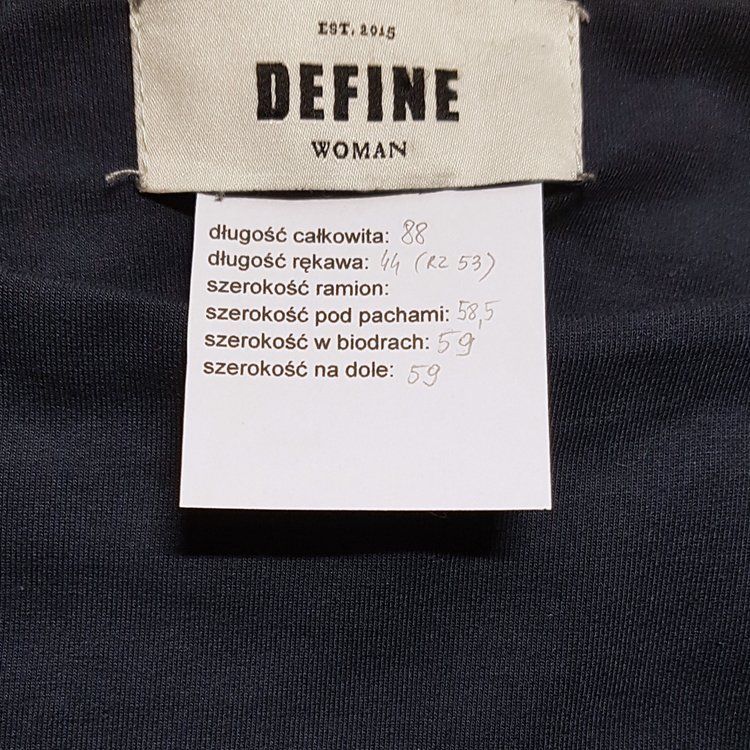 EST. 2015
DEFINE
WOMAN
długość całkowita: 88
długość rękawa: 44 (RZ 53)
szerokość ramion:
szerokość pod pachami: 58,5
szerokość w biodrach: 59
szerokość na dole: 59